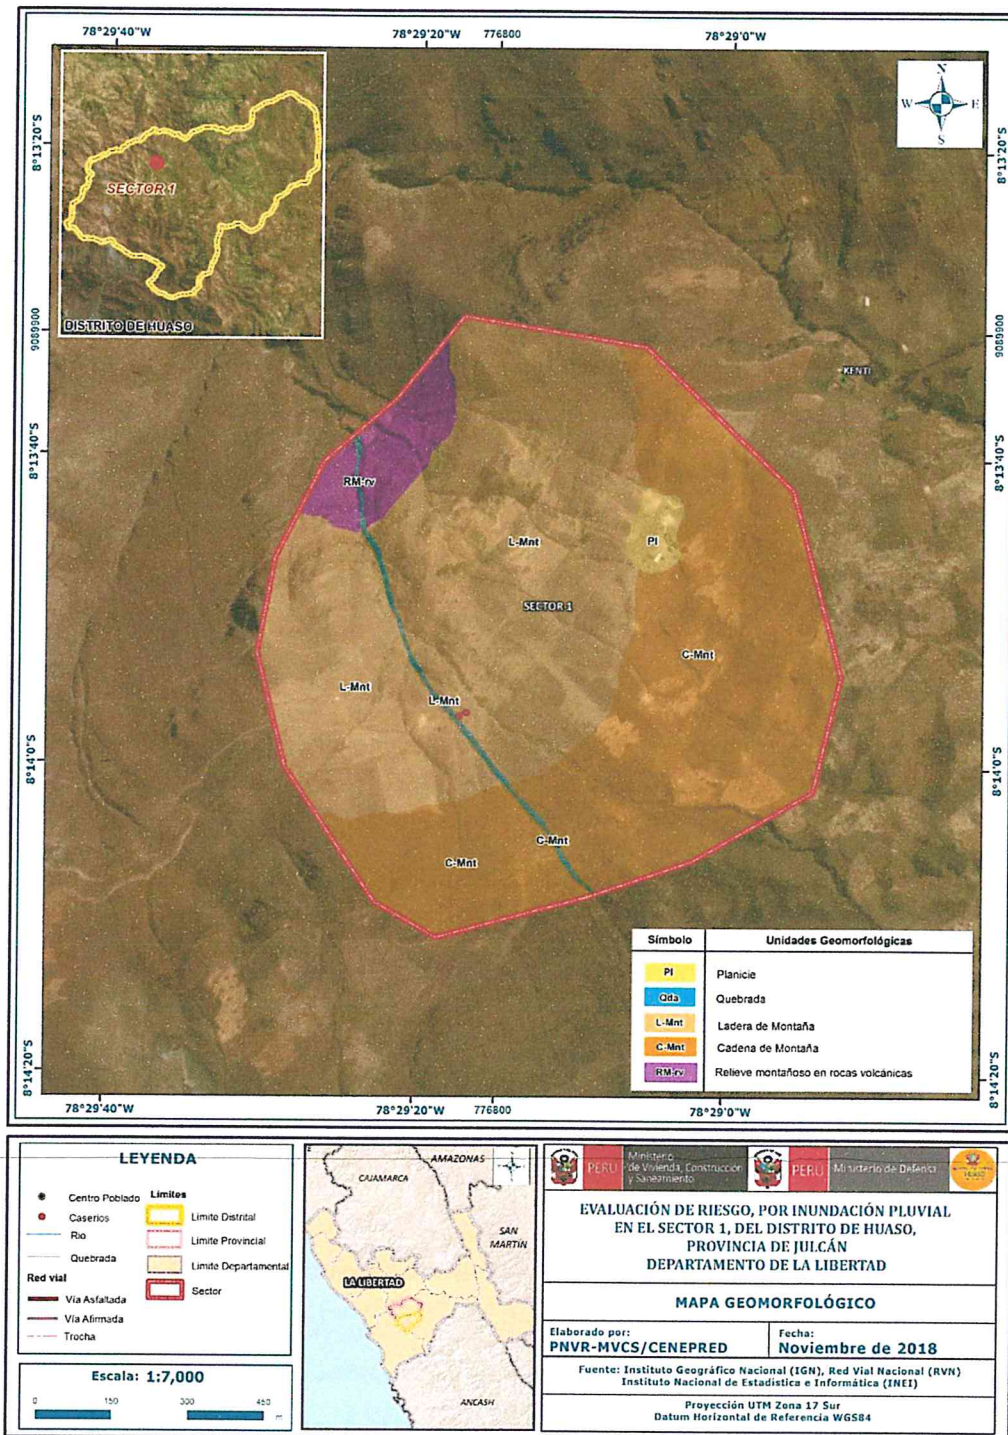 78°29'40"W
78°29'20"W
776800
78°29'0"W
8°13'20"S
8°13'20"S
N
W
E
S
SECTOR 1
DISTRITO DE HUASO
9089900
9089900
KENTI
8°13'40"S
8°13'40"S
RM-rv
L-Mnt
PI
SECTOR 1
C-Mnt
L-Mnt
L-Mnt
8°14'0"S
8°14'0"S
C-Mnt
C-Mnt
Símbolo
Unidades Geomorfológicas
PI
Planicie
Qda
Quebrada
L-Mnt
Ladera de Montaña
C-Mnt
Cadena de Montaña
RM-rv
Relieve montañoso en rocas volcánicas
8°14'20"S
8°14'20"S
78°29'40"W
78°29'20"W
776800
78°29'0"W
LEYENDA
Centro Poblado
Caserios
Rio
Quebrada
Red vial
Vía Asfaltada
Vía Afirmada
Trocha
Límites
Limite Distrital
Limite Provincial
Limite Departamental
Sector
Escala: 1:7,000
0
150
300
450
m
AMAZONAS
CAJAMARCA
SAN
MARTÍN
LA LIBERTAD
ANCASH
PERÚ
Ministerio
de Vivienda, Construcción
y Saneamiento
PERÚ
Ministerio de Defensa
HUASO
EVALUACIÓN DE RIESGO, POR INUNDACIÓN PLUVIAL
EN EL SECTOR 1, DEL DISTRITO DE HUASO,
PROVINCIA DE JULCÁN
DEPARTAMENTO DE LA LIBERTAD
MAPA GEOMORFOLÓGICO
Elaborado por:
PNVR-MVCS/CENEPRED
Fecha:
Noviembre de 2018
Fuente: Instituto Geográfico Nacional (IGN), Red Vial Nacional (RVN)
Instituto Nacional de Estadística e Informática (INEI)
Proyección UTM Zona 17 Sur
Datum Horizontal de Referencia WGS84